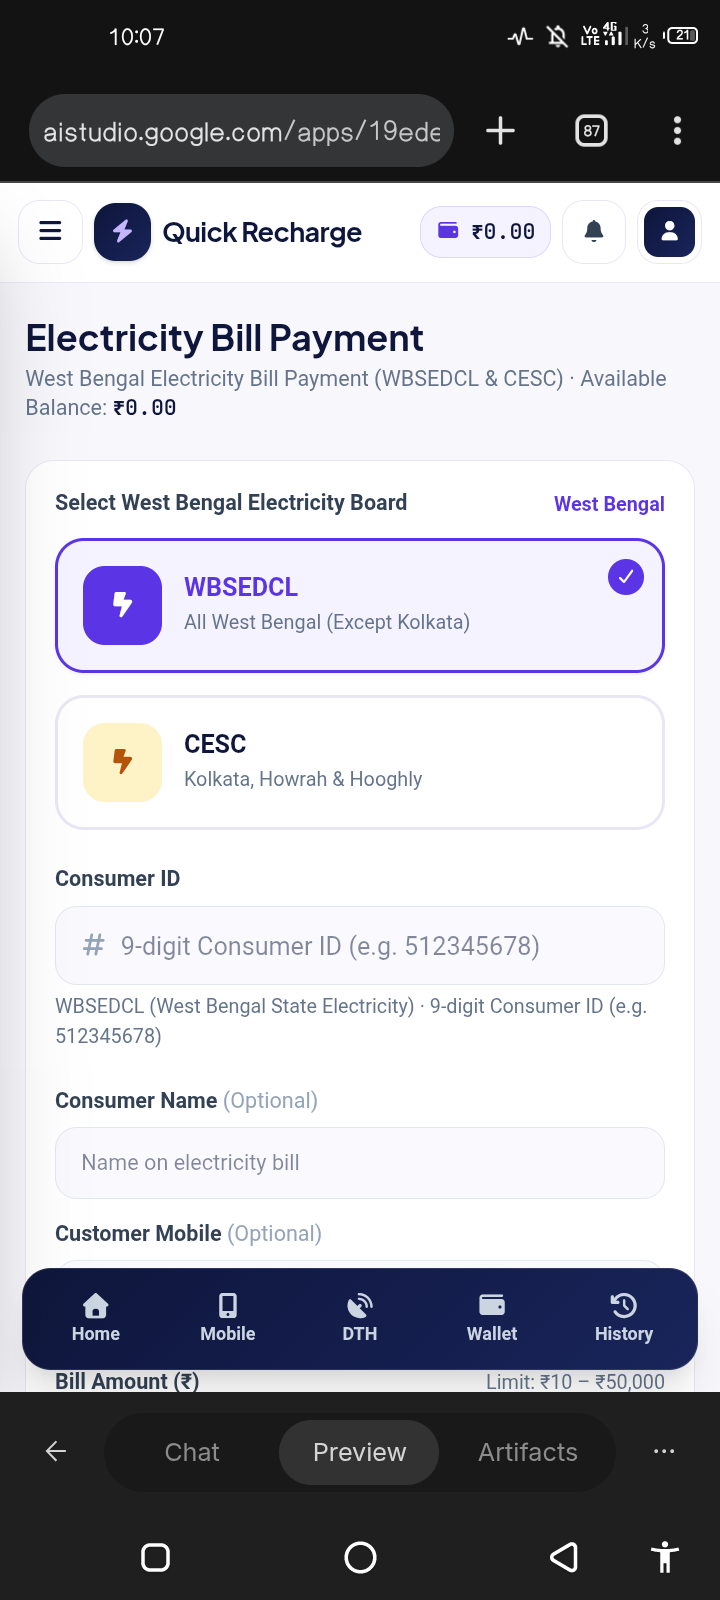 10:07
Vo LTE 4G 3 K/s 21
aistudio.google.com/apps/19ede
87
Quick Recharge
₹0.00
Electricity Bill Payment
West Bengal Electricity Bill Payment (WBSEDCL & CESC) · Available
Balance: ₹0.00
Select West Bengal Electricity Board
West Bengal
WBSEDCL
All West Bengal (Except Kolkata)
CESC
Kolkata, Howrah & Hooghly
Consumer ID
# 9-digit Consumer ID (e.g. 512345678)
WBSEDCL (West Bengal State Electricity) · 9-digit Consumer ID (e.g.
512345678)
Consumer Name (Optional)
Name on electricity bill
Customer Mobile (Optional)
Home Mobile DTH Wallet History
Bill Amount (₹) Limit: ₹10 – ₹50,000
Chat Preview Artifacts